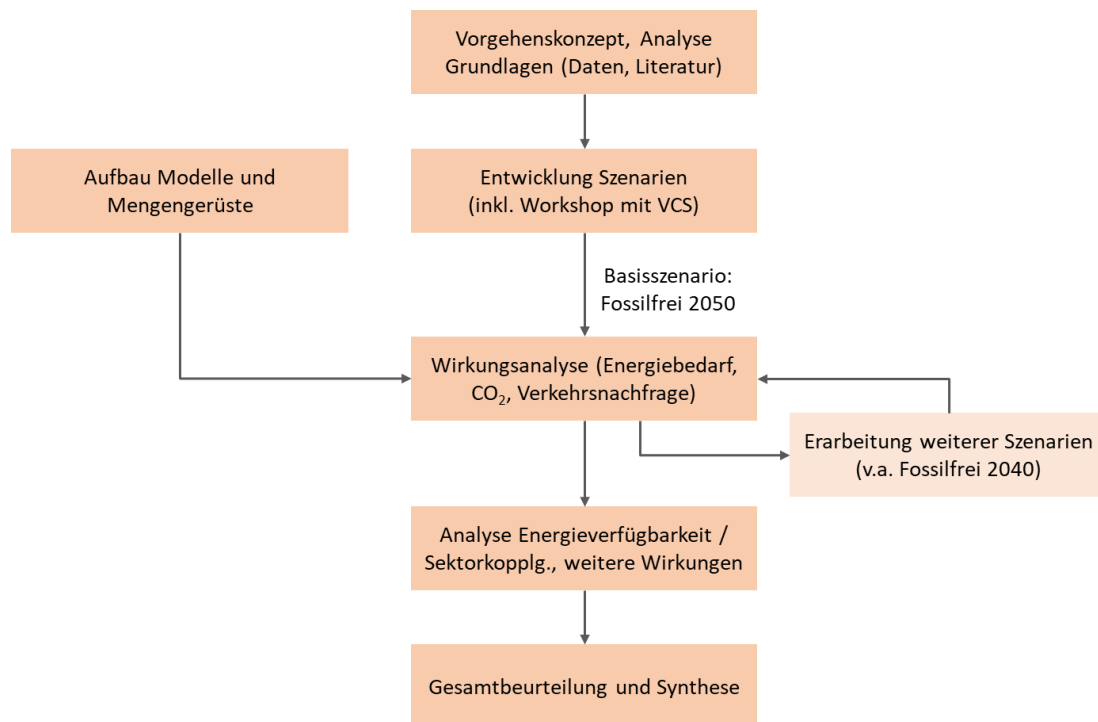 Vorgehenskonzept, Analyse
Grundlagen (Daten, Literatur)
Aufbau Modelle und
Mengengerüste
Entwicklung Szenarien
(inkl. Workshop mit VCS)
Basisszenario:
Fossilfrei 2050
Wirkungsanalyse (Energiebedarf,
CO₂, Verkehrsnachfrage)
Erarbeitung weiterer Szenarien
(v.a. Fossilfrei 2040)
Analyse Energieverfügbarkeit /
Sektorkopplg., weitere Wirkungen
Gesamtbeurteilung und Synthese